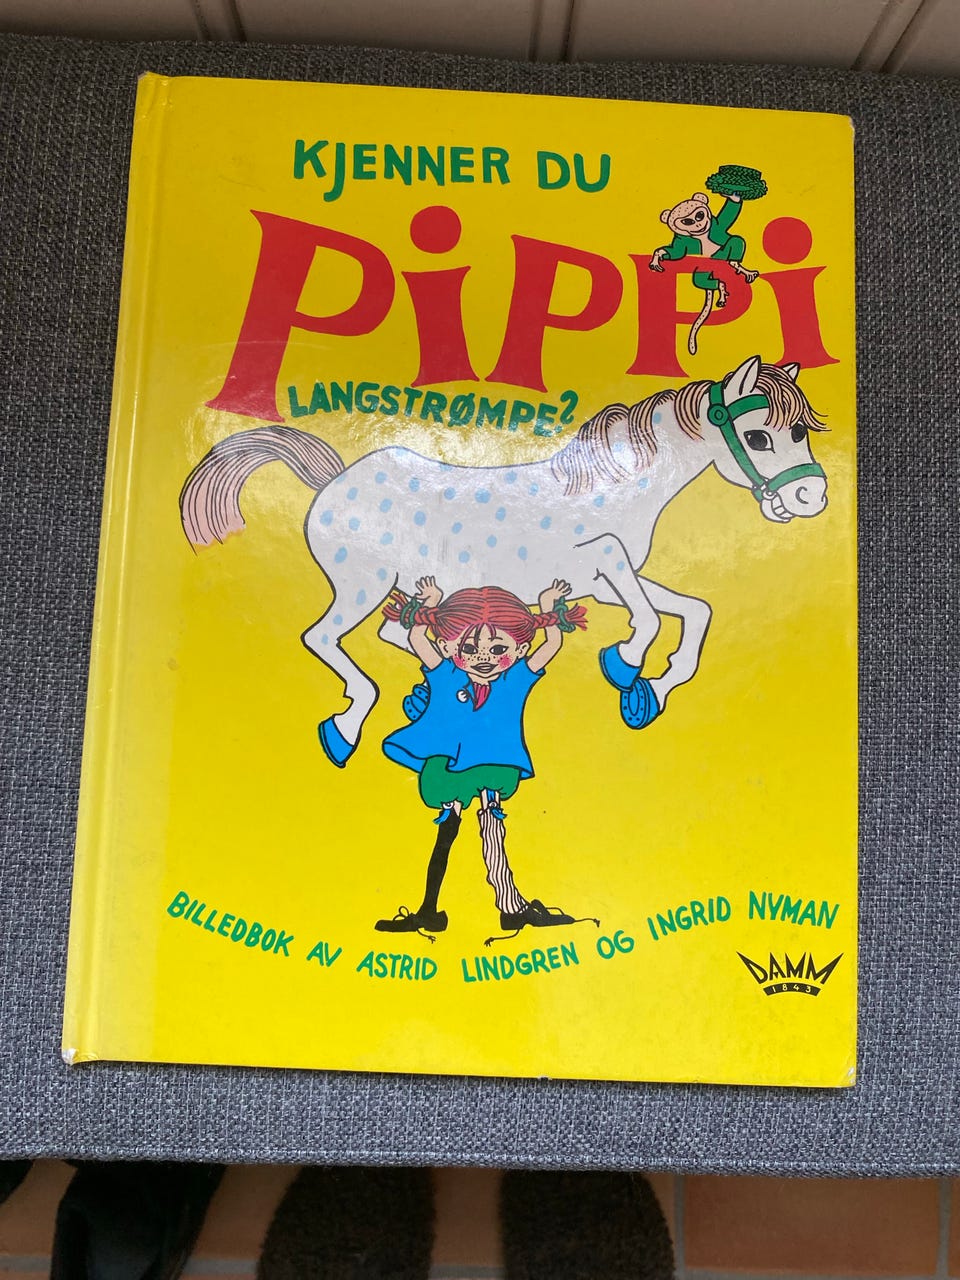 KJENNER DU
PIPPI
LANGSTRØMPE?
BILLEDBOK AV ASTRID LINDGREN OG INGRID NYMAN
DAMM
1843